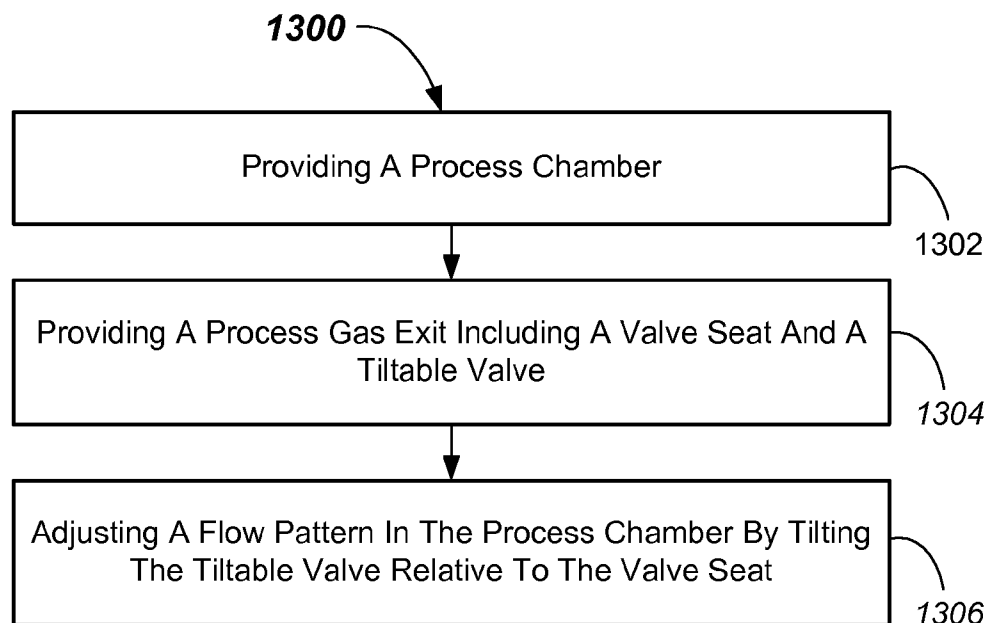 1300
Providing A Process Chamber
1302
Providing A Process Gas Exit Including A Valve Seat And A
Tiltable Valve
1304
Adjusting A Flow Pattern In The Process Chamber By Tilting
The Tiltable Valve Relative To The Valve Seat
1306